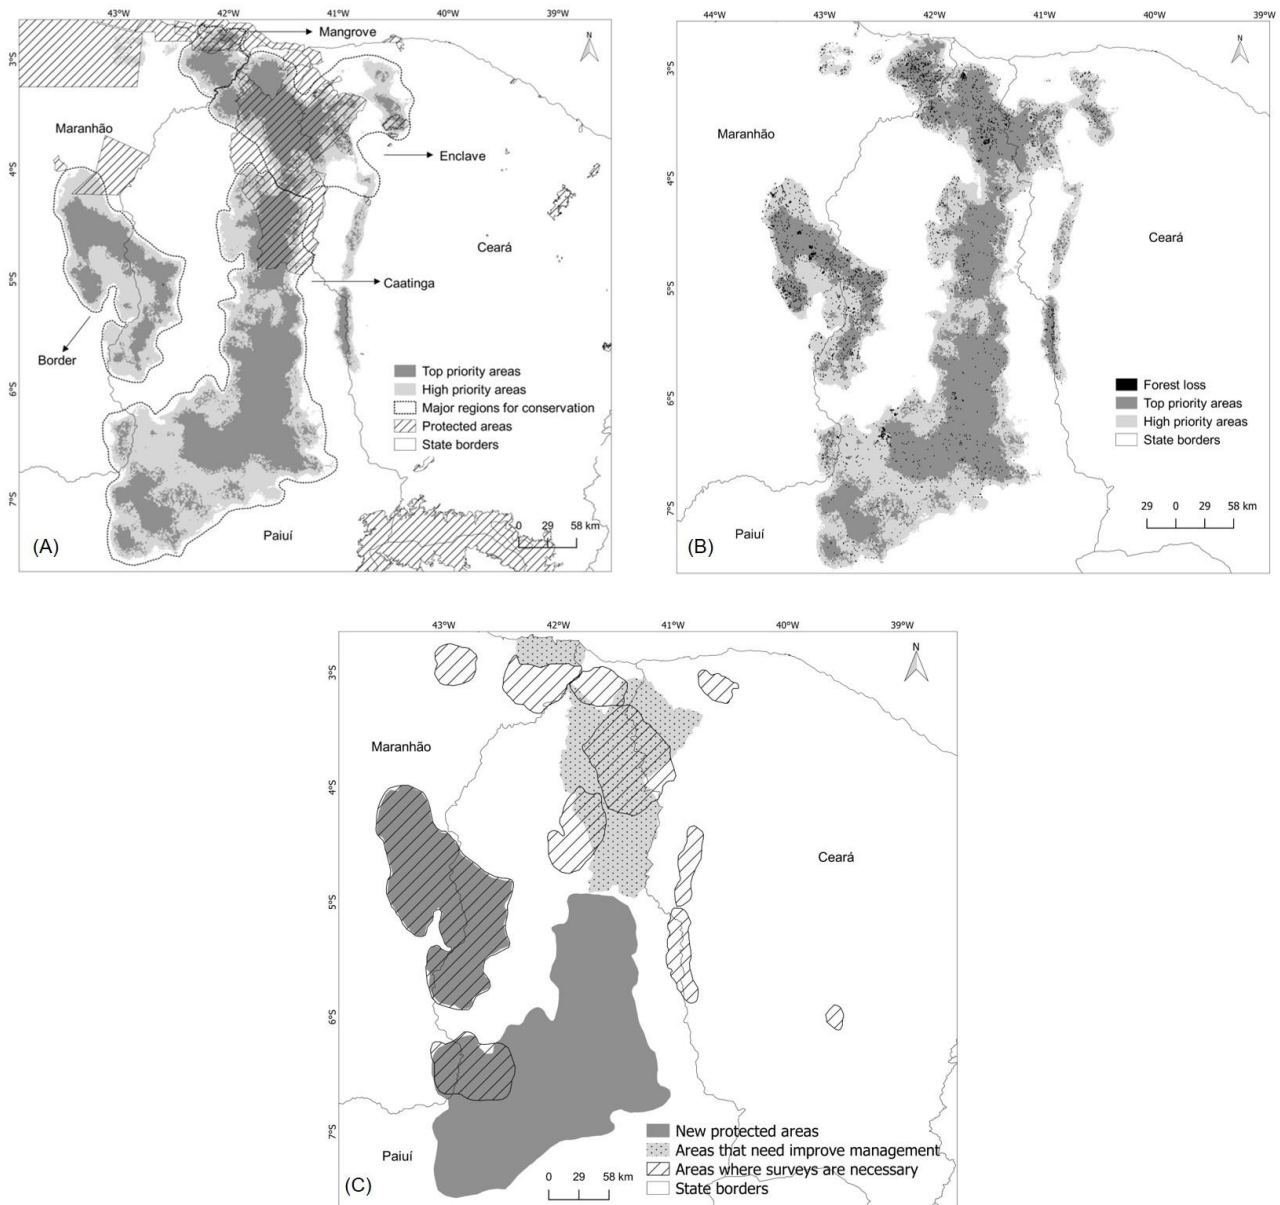 43°W 42°W 41°W 39°W
3°S
4°S
5°S
6°S
7°S
Mangrove
N
Maranhão
Enclave
Ceará
Caatinga
Border
Top priority areas
High priority areas
Major regions for conservation
Protected areas
State borders
Paiuí
0 29 58 km
(A)
44°W 43°W 42°W 41°W 40°W 39°W
3°S
4°S
5°S
6°S
7°S
N
Maranhão
Ceará
Forest loss
Top priority areas
High priority areas
State borders
29 0 29 58 km
Paiuí
(B)
43°W 42°W 41°W 40°W 39°W
3°S
4°S
5°S
6°S
7°S
N
Maranhão
Ceará
New protected areas
Areas that need improve management
Areas where surveys are necessary
State borders
Paiuí
0 29 58 km
(C)